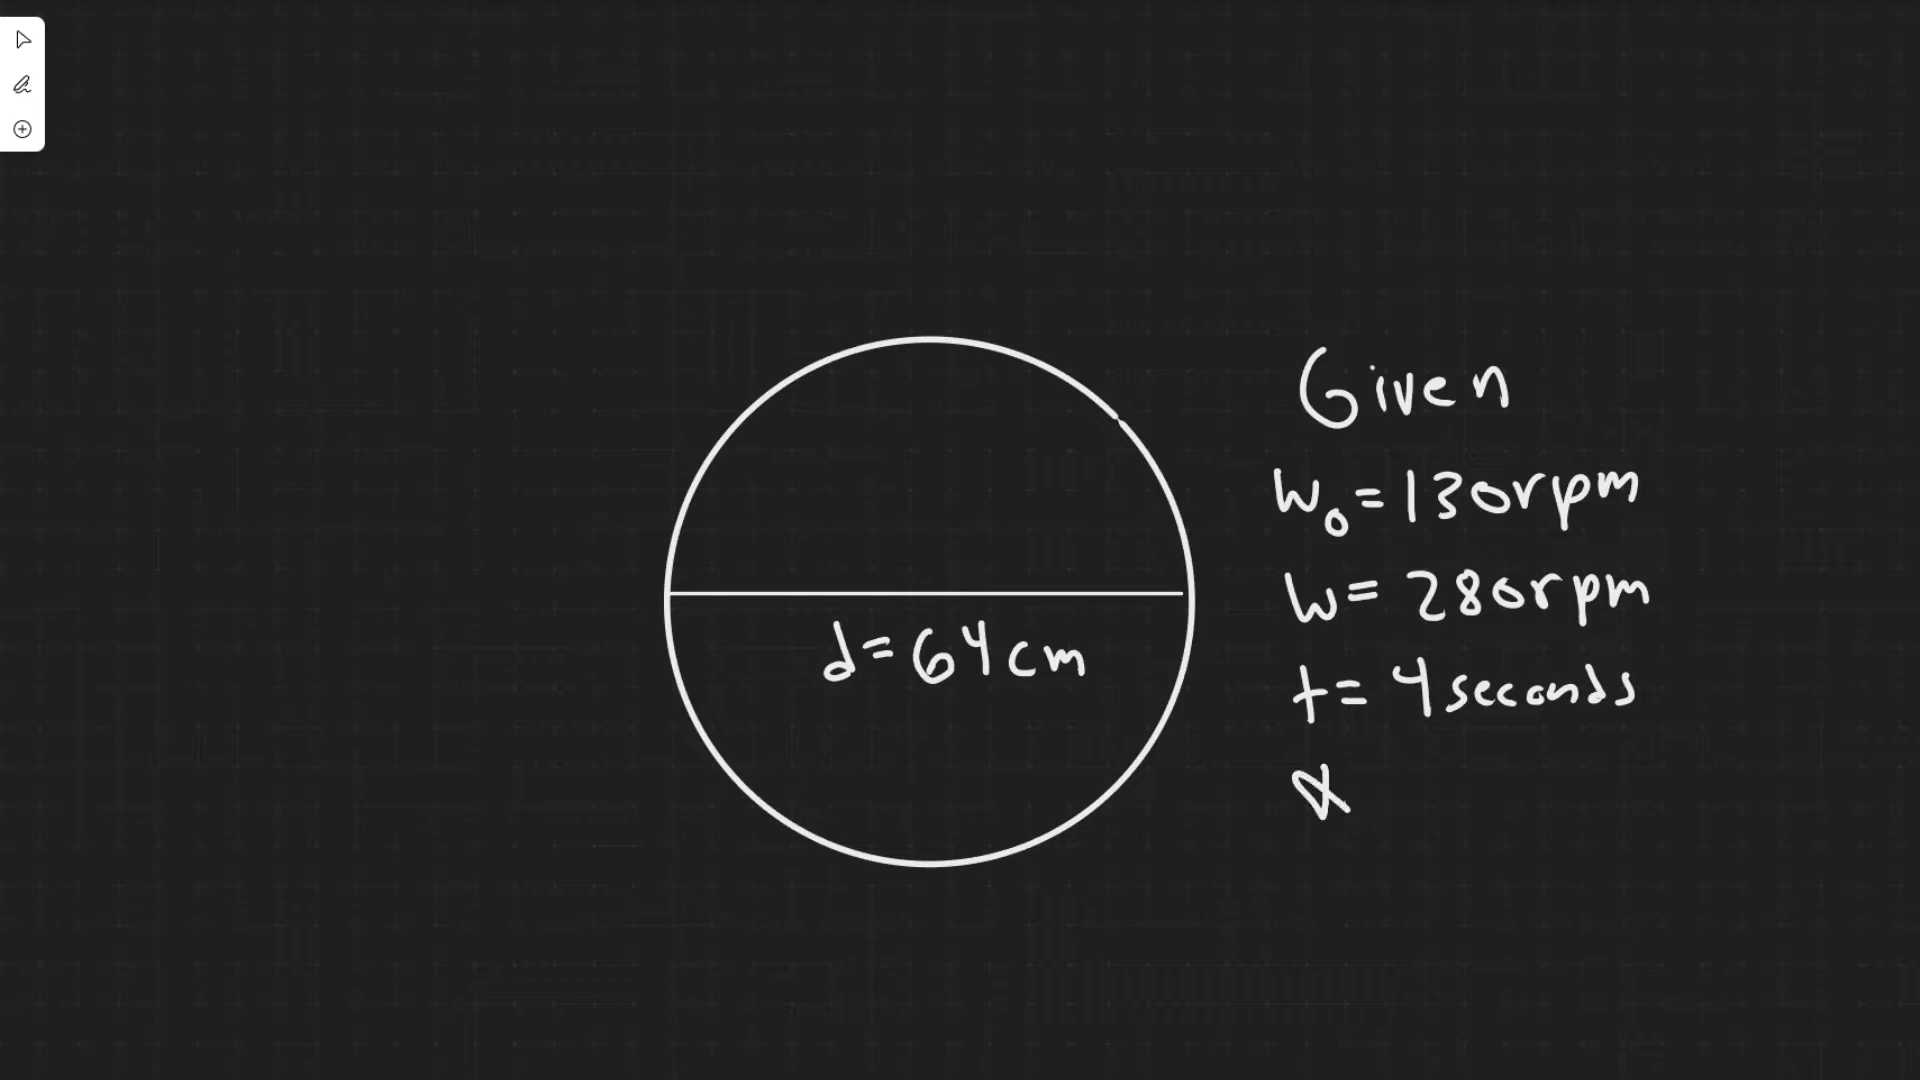 Given
W₀ = 130rpm
W = 280rpm
d = 64cm
t = 4seconds
α